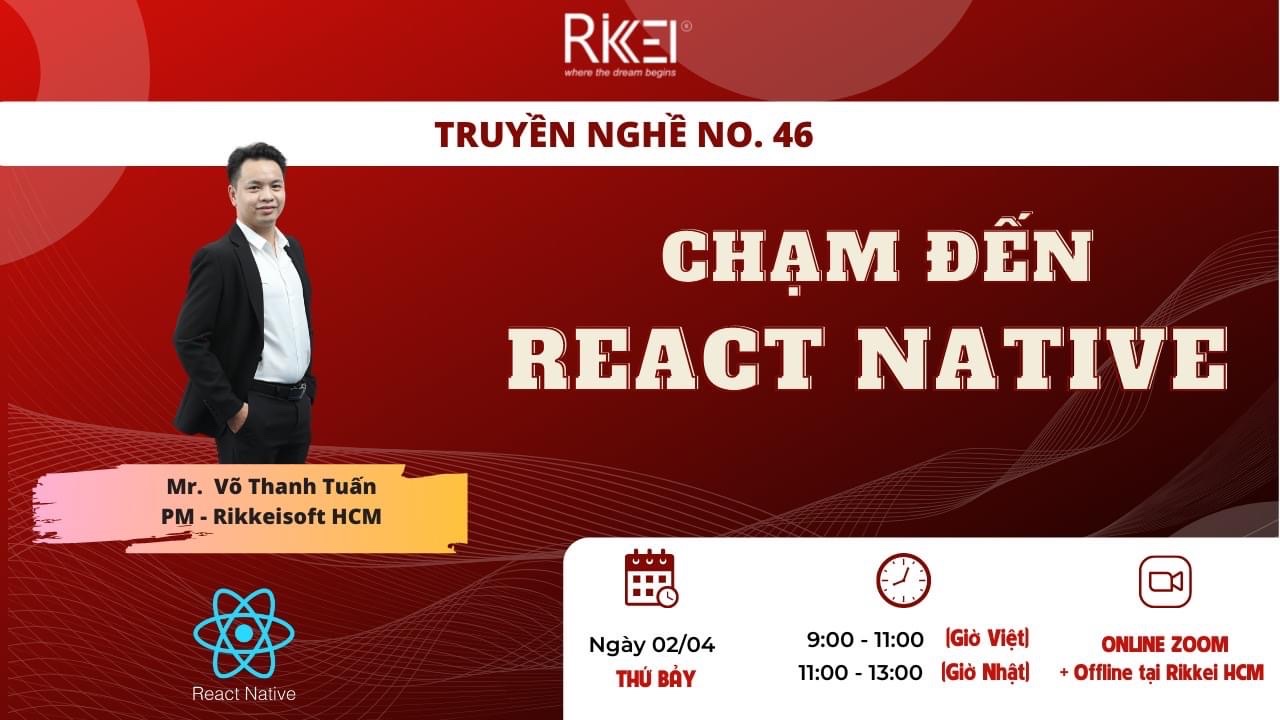 RIKKEI®
where the dream begins
TRUYỀN NGHỀ NO. 46
CHẠM ĐẾN
REACT NATIVE
Mr. Võ Thanh Tuấn
PM - Rikkeisoft HCM
React Native
Ngày 02/04
THỨ BẢY
9:00 - 11:00 (Giờ Việt)
11:00 - 13:00 (Giờ Nhật)
ONLINE ZOOM
+ Offline tại Rikkei HCM